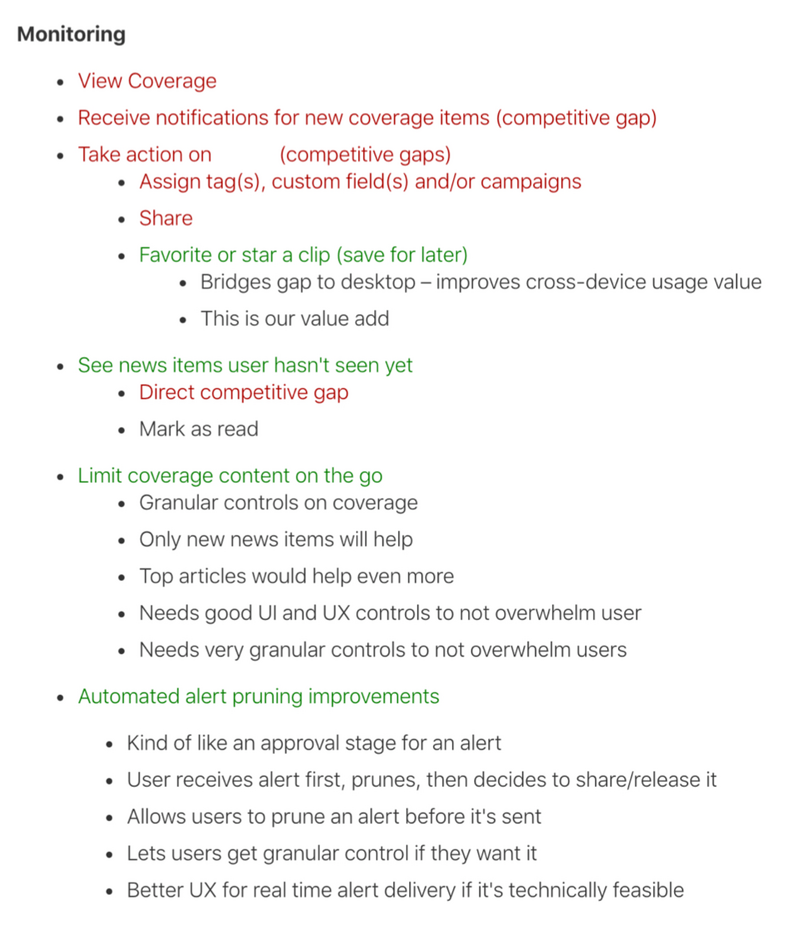 Monitoring
View Coverage
Receive notifications for new coverage items (competitive gap)
Take action on (competitive gaps)
Assign tag(s), custom field(s) and/or campaigns
Share
Favorite or star a clip (save for later)
Bridges gap to desktop – improves cross-device usage value
This is our value add
See news items user hasn't seen yet
Direct competitive gap
Mark as read
Limit coverage content on the go
Granular controls on coverage
Only new news items will help
Top articles would help even more
Needs good UI and UX controls to not overwhelm user
Needs very granular controls to not overwhelm users
Automated alert pruning improvements
Kind of like an approval stage for an alert
User receives alert first, prunes, then decides to share/release it
Allows users to prune an alert before it's sent
Lets users get granular control if they want it
Better UX for real time alert delivery if it's technically feasible